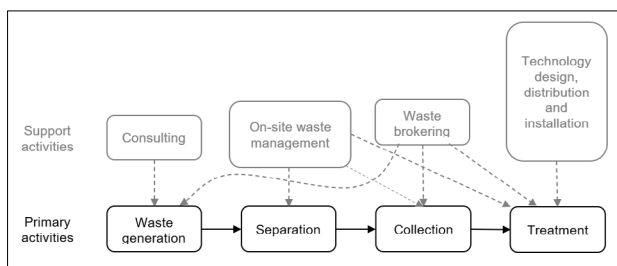 Technology
design,
distribution
and
installation
Support
activities
Consulting
On-site waste
management
Waste
brokering
Primary
activities
Waste
generation
Separation
Collection
Treatment